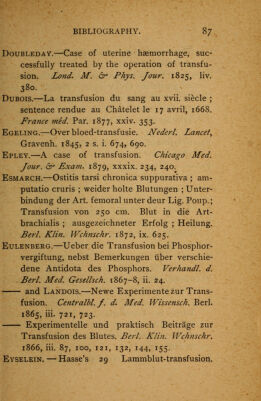 BIBLIOGRAPHY. 87
DOUBLEDAY.—Case of uterine hæmorrhage, suc-
cessfully treated by the operation of transfu-
sion. Lond. M. & Phys. Jour. 1825, liv.
380.
DUBOIS.—La transfusion du sang au xvii. siècle;
sentence rendue au Châtelet le 17 avril, 1668.
France méd. Par. 1877, xxiv. 353.
EGELING.—Over bloed-transfusie. Nederl. Lancet,
Gravenh. 1845, 2 s. i. 674, 690.
EPLEY.—A case of transfusion. Chicago Med.
Jour. & Exam. 1879, xxxix. 234, 240.
ESMARCH.—Ostitis tarsi chronica suppurativa; am-
putatio cruris; weider holte Blutungen; Unter-
bindung der Art. femoral unter deur Lig. Poup.;
Transfusion von 250 cm. Blut in die Art-
brachialis; ausgezeichneter Erfolg; Heilung.
Berl. Klin. Wchnschr. 1872, ix. 625.
EULENBERG.—Ueber die Transfusion bei Phosphor-
vergiftung, nebst Bemerkungen über verschie-
dene Antidota des Phosphors. Verhandl. d.
Berl. Med. Gesellsch. 1867-8, ii. 24.
—— and LANDOIS.—Newe Experimente zur Trans-
fusion. Centralbl. f. d. Med. Wissensch. Berl.
1865, iii. 721, 723.
—— Experimentelle und praktisch Beiträge zur
Transfusion des Blutes. Berl. Klin. Wchnschr.
1866, iii. 87, 100, 121, 132, 144, 155.
EYSELEIN.—Hasse's 29 Lammblut-transfusion.